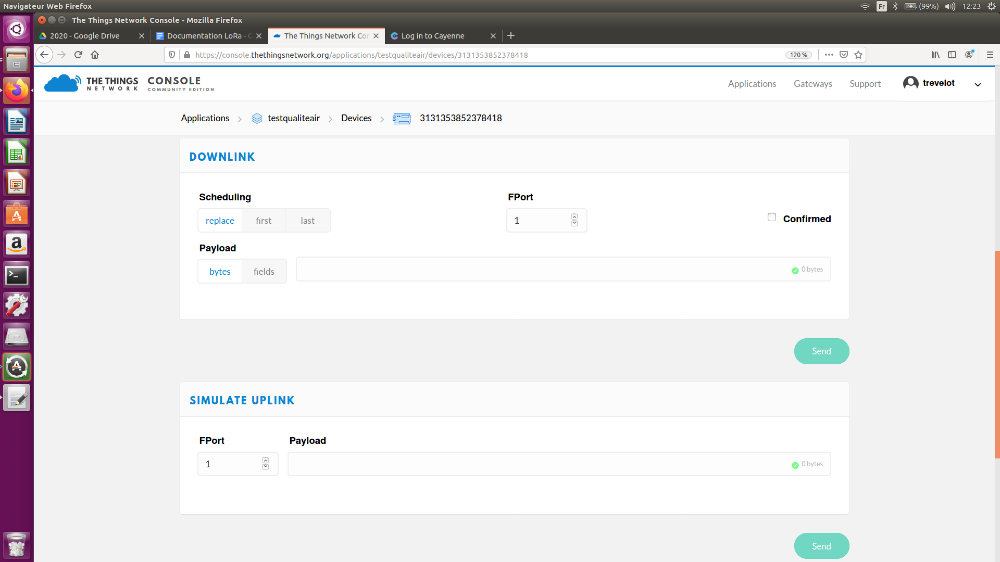 Navigateur Web Firefox
Fr (99%) 12:23
The Things Network Console - Mozilla Firefox
2020 - Google Drive
Documentation LoRa - G
The Things Network Con
Log in to Cayenne
https://console.thethingsnetwork.org/applications/testqualiteair/devices/3131353852378418 120 %
THE THINGS NETWORK CONSOLE COMMUNITY EDITION
Applications Gateways Support trevelot
Applications testqualiteair Devices 3131353852378418
DOWNLINK
Scheduling FPort
replace first last 1 Confirmed
Payload
bytes fields 0 bytes
Send
SIMULATE UPLINK
FPort Payload
1 0 bytes
Send